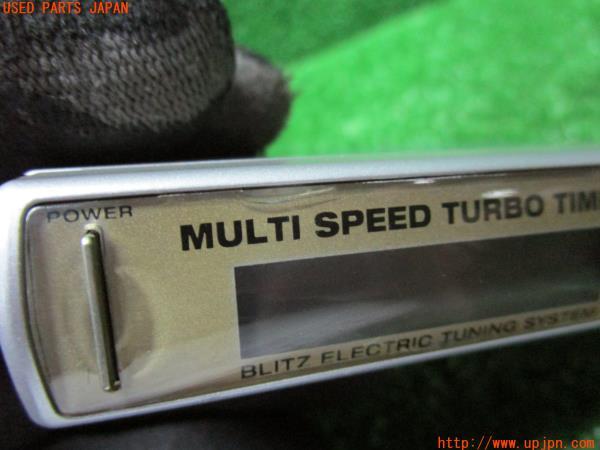 USED PARTS JAPAN
POWER
MULTI SPEED TURBO TIM
BLITZ ELECTRIC TUNING SYSTEM
http://www.upjpn.com